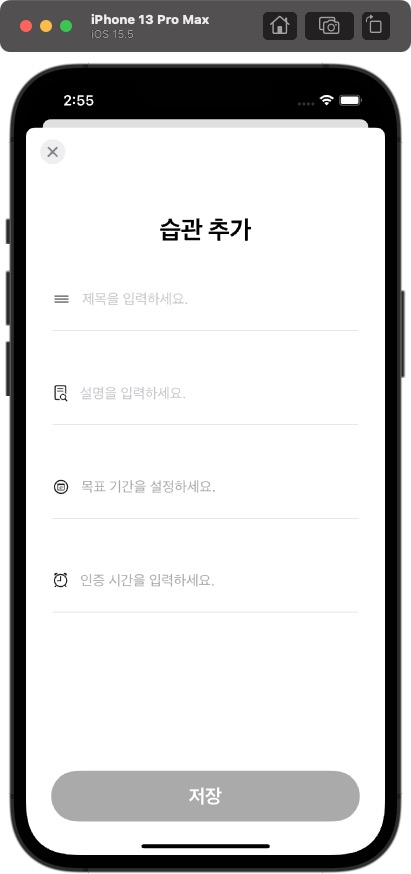 iPhone 13 Pro Max
iOS 15.5
2:55
습관 추가
제목을 입력하세요.
설명을 입력하세요.
목표 기간을 설정하세요.
인증 시간을 입력하세요.
저장